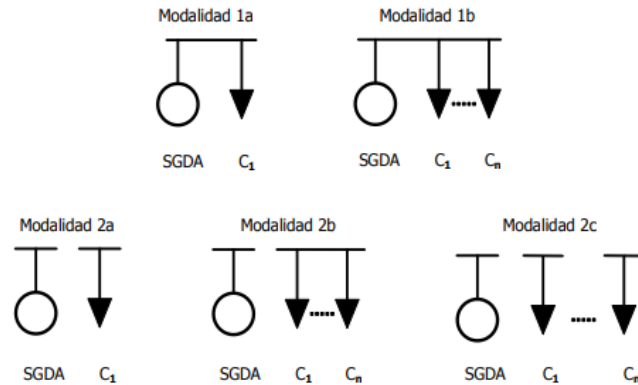 Modalidad 1a Modalidad 1b
SGDA C1 SGDA C1 Cn
Modalidad 2a Modalidad 2b Modalidad 2c
SGDA C1 SGDA C1 Cn SGDA C1 Cn